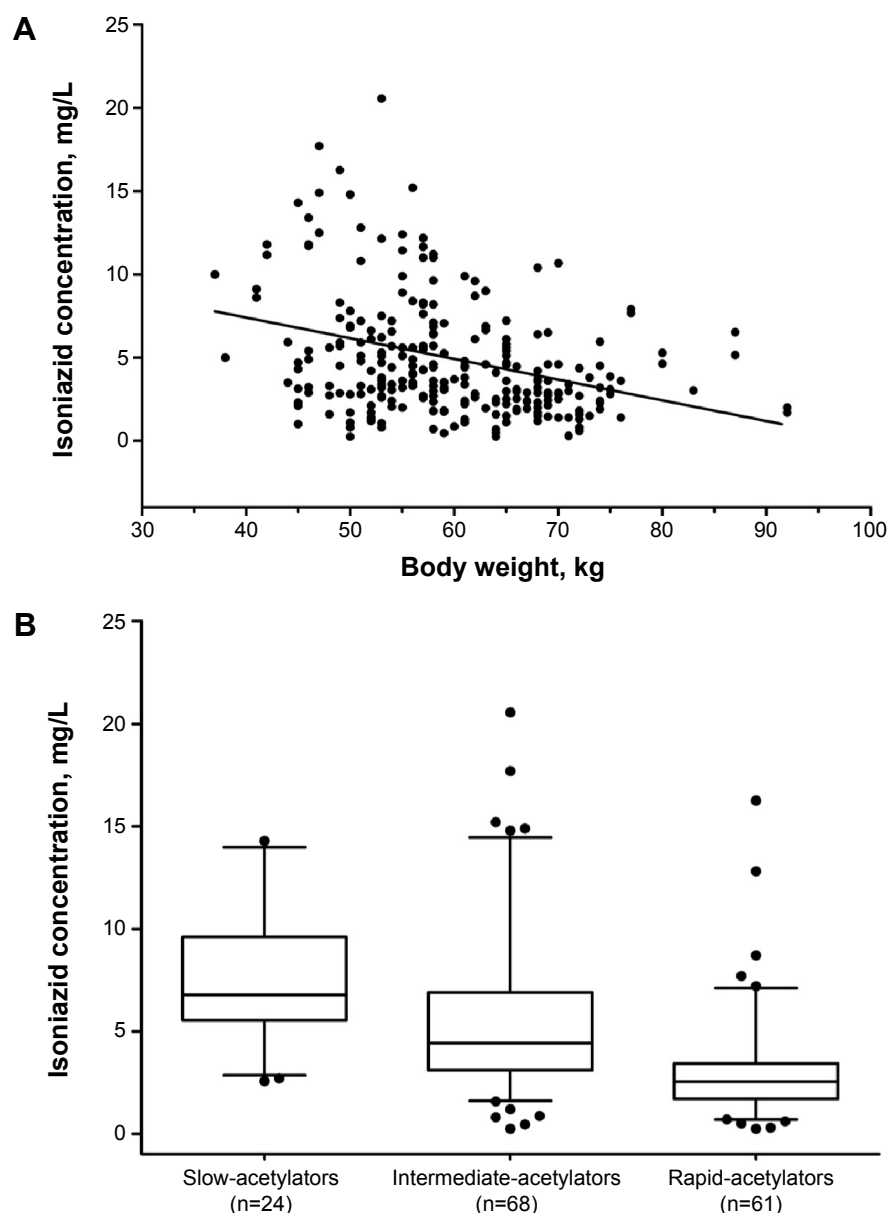 A
25
20
15
10
5
0
Isoniazid concentration, mg/L
30 40 50 60 70 80 90 100
Body weight, kg
B
25
20
15
10
5
0
Isoniazid concentration, mg/L
Slow-acetylators Intermediate-acetylators Rapid-acetylators
(n=24) (n=68) (n=61)